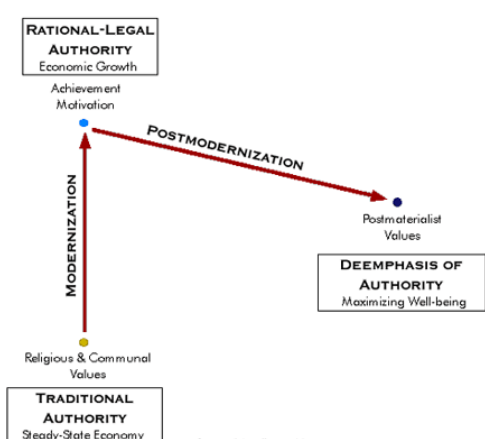 RATIONAL-LEGAL
AUTHORITY
Economic Growth
Achievement
Motivation
POSTMODERNIZATION
MODERNIZATION
Postmaterialist
Values
DEEMPHASIS OF
AUTHORITY
Maximizing Well-being
Religious & Communal
Values
TRADITIONAL
AUTHORITY
Steady-State Economy